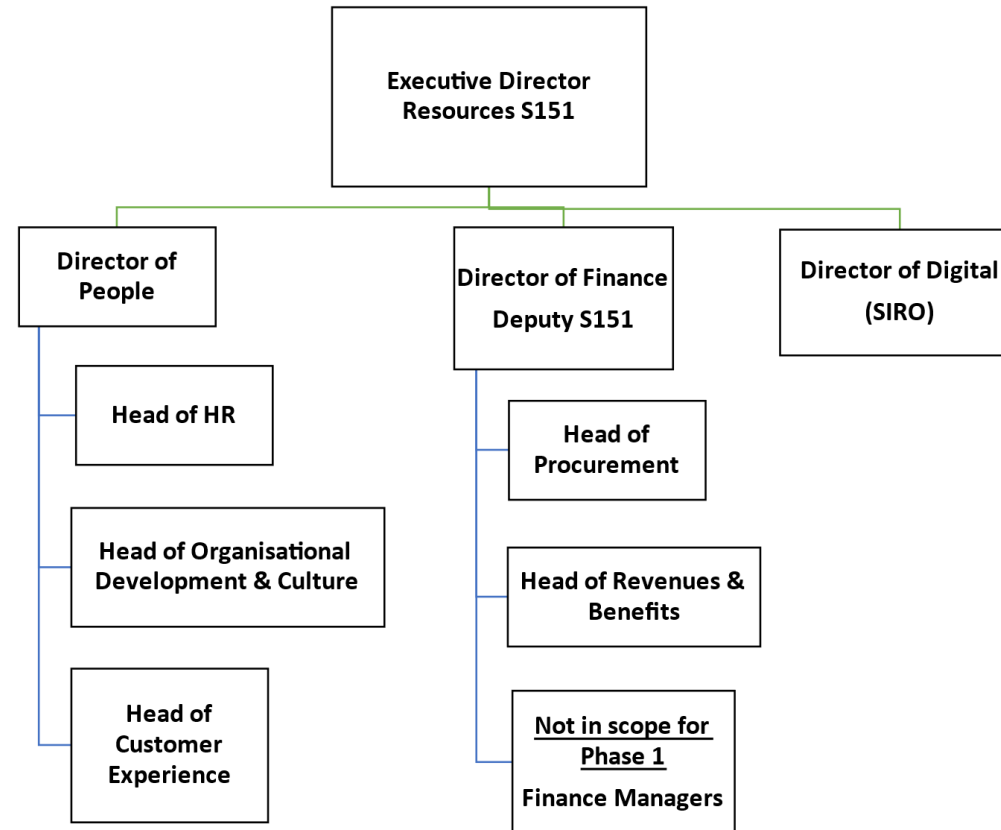 Executive Director
Resources S151
Director of
People
Director of Finance
Deputy S151
Director of Digital
(SIRO)
Head of HR
Head of
Procurement
Head of Organisational
Development & Culture
Head of Revenues &
Benefits
Head of
Customer
Experience
Not in scope for
Phase 1
Finance Managers